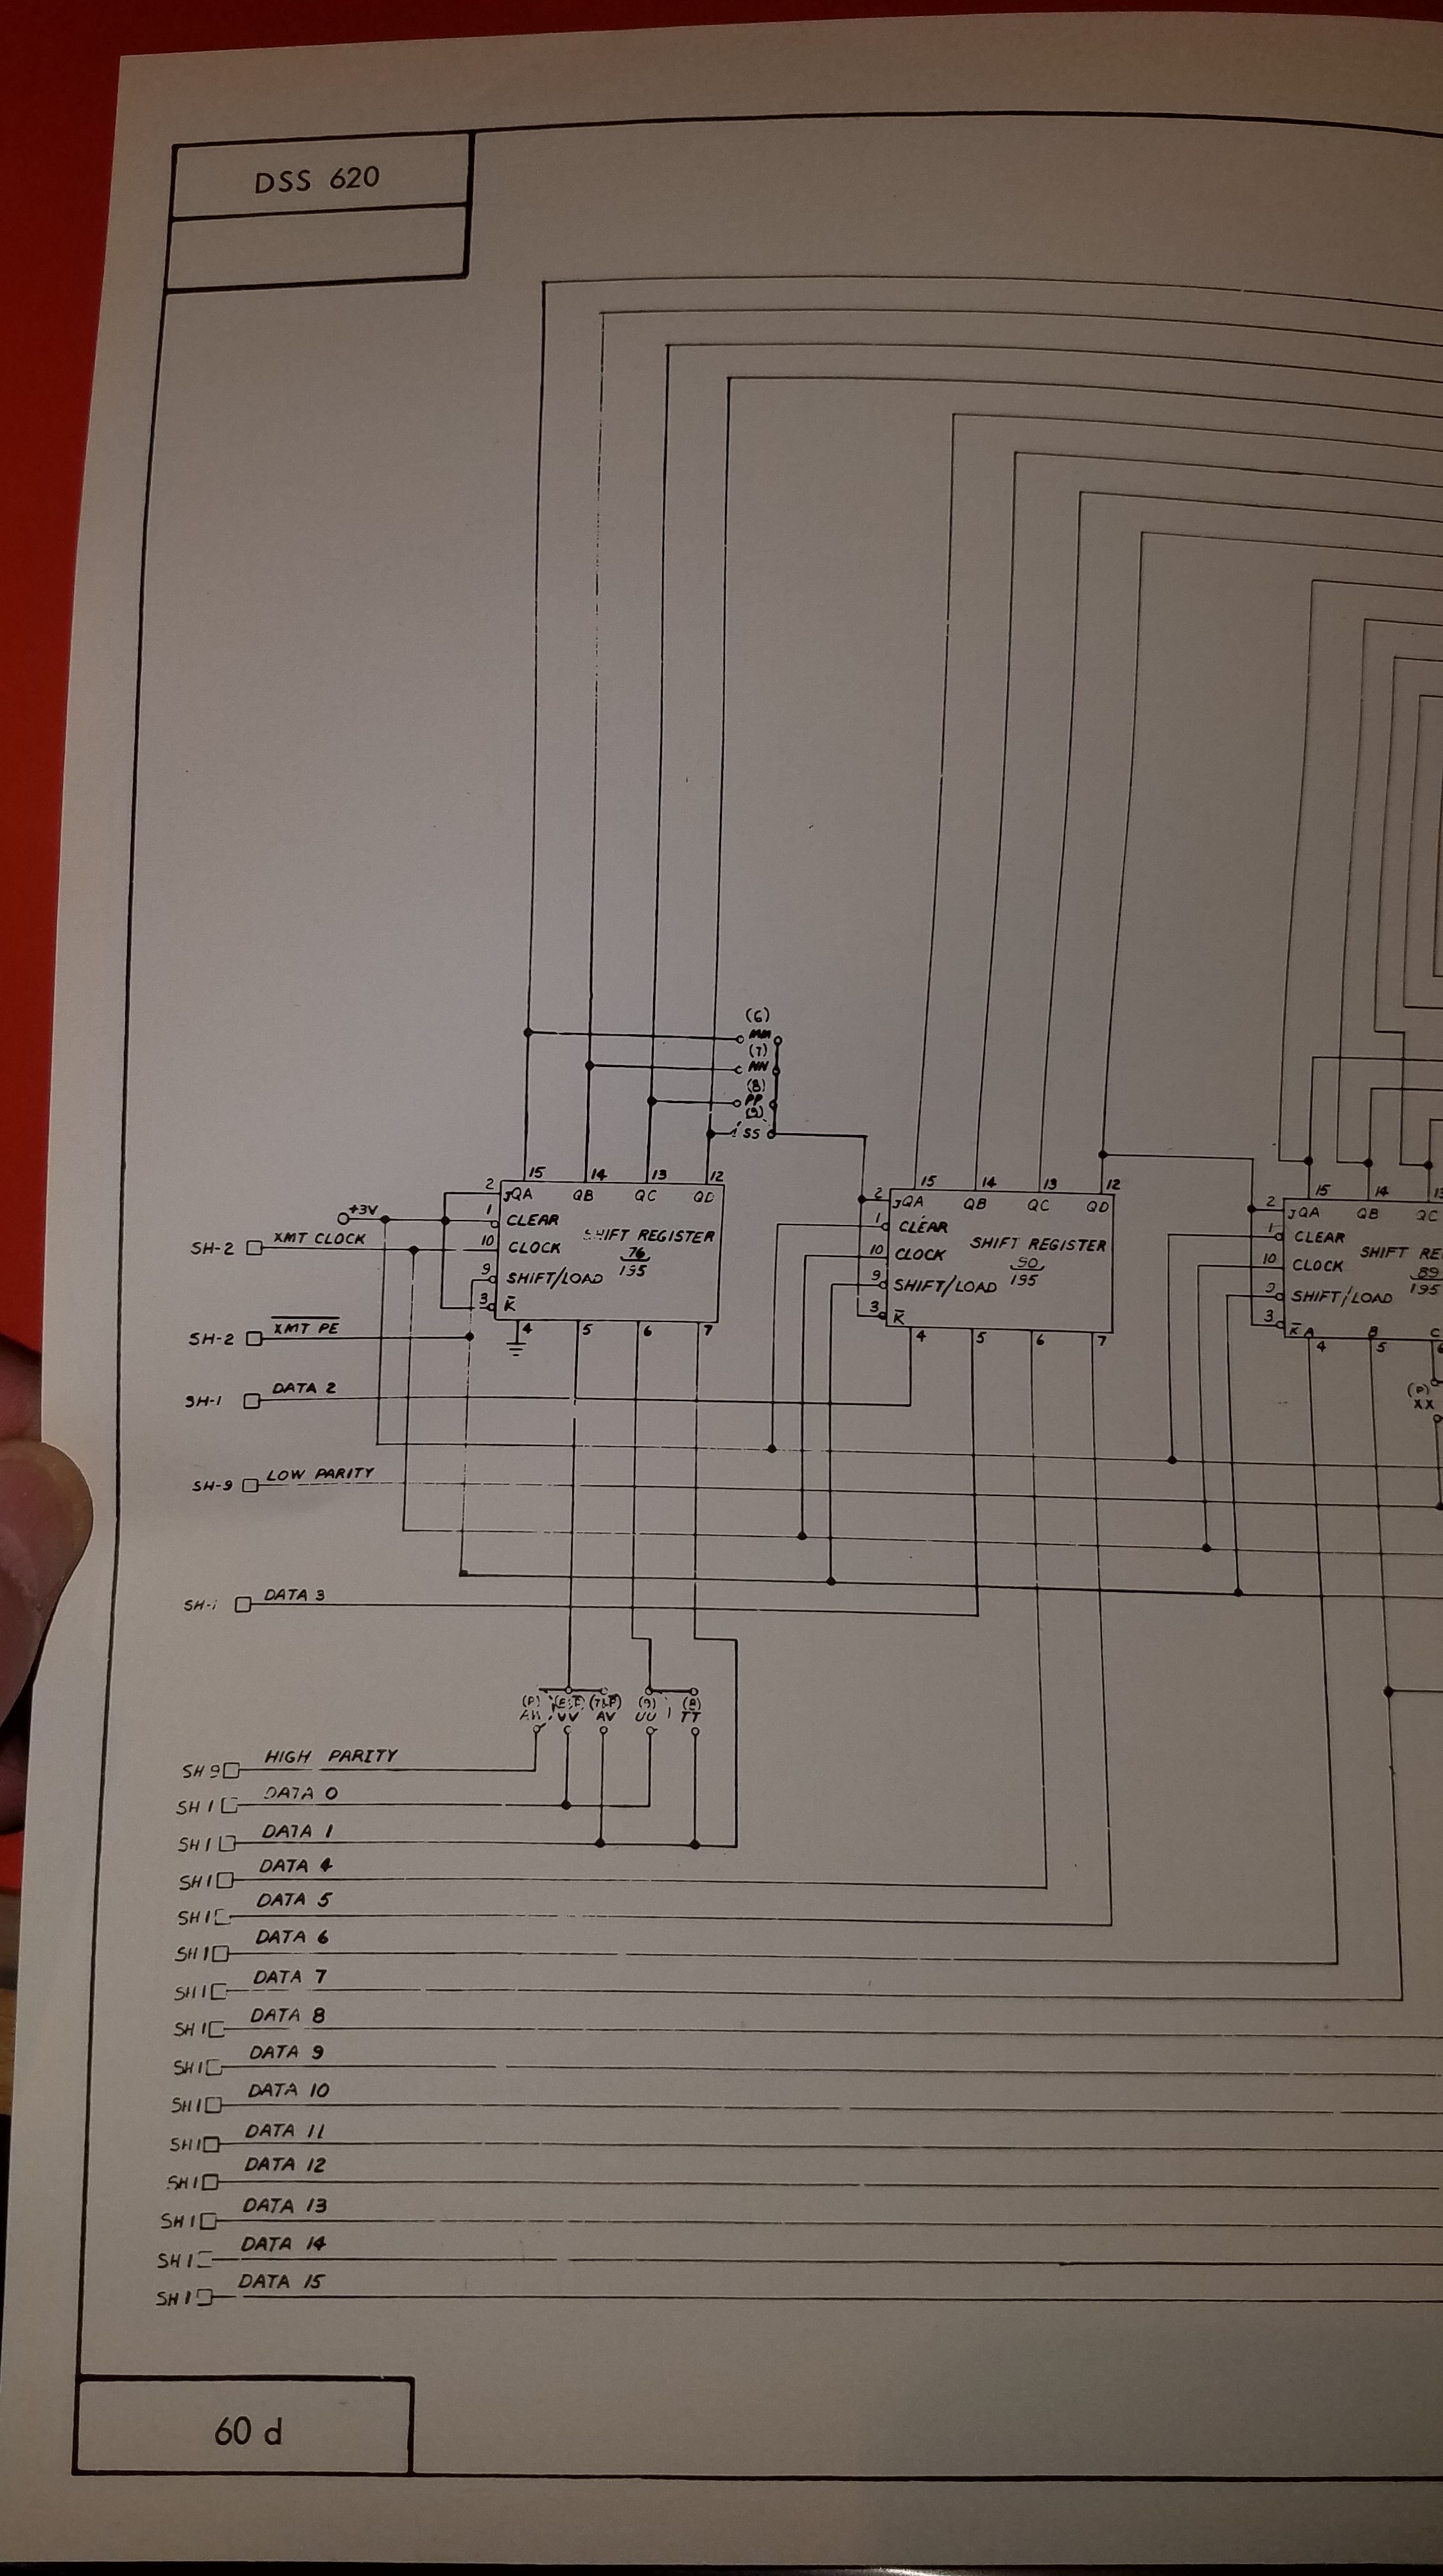 DSS 620
(6)
MM
(7)
NN
(8)
PP
(9)
SS
15 14 13 12
2 JQA QB QC QD
1 CLEAR
10 CLOCK SHIFT REGISTER
76
195
9 SHIFT/LOAD
3 K̅
4 5 6 7
15 14 13 12
2 JQA QB QC QD
1 CLEAR
10 CLOCK SHIFT REGISTER
90
195
9 SHIFT/LOAD
3 K̅
4 5 6 7
15 14 13
2 JQA QB QC
1 CLEAR
10 CLOCK SHIFT RE
89
195
9 SHIFT/LOAD
3 K̅ A B C
4 5 6
(P)
XX
+3V
SH-2 XMT CLOCK
SH-2 X̅M̅T̅ P̅E̅
SH-1 DATA 2
SH-9 LOW PARITY
SH-1 DATA 3
(P) (9) (8)
VV AV UU TT
SH 9 HIGH PARITY
SH 1 DATA 0
SH 1 DATA 1
SH 1 DATA 4
SH 1 DATA 5
SH 1 DATA 6
SH 1 DATA 7
SH 1 DATA 8
SH 1 DATA 9
SH 1 DATA 10
SH 1 DATA 11
SH 1 DATA 12
SH 1 DATA 13
SH 1 DATA 14
SH 1 DATA 15
60 d